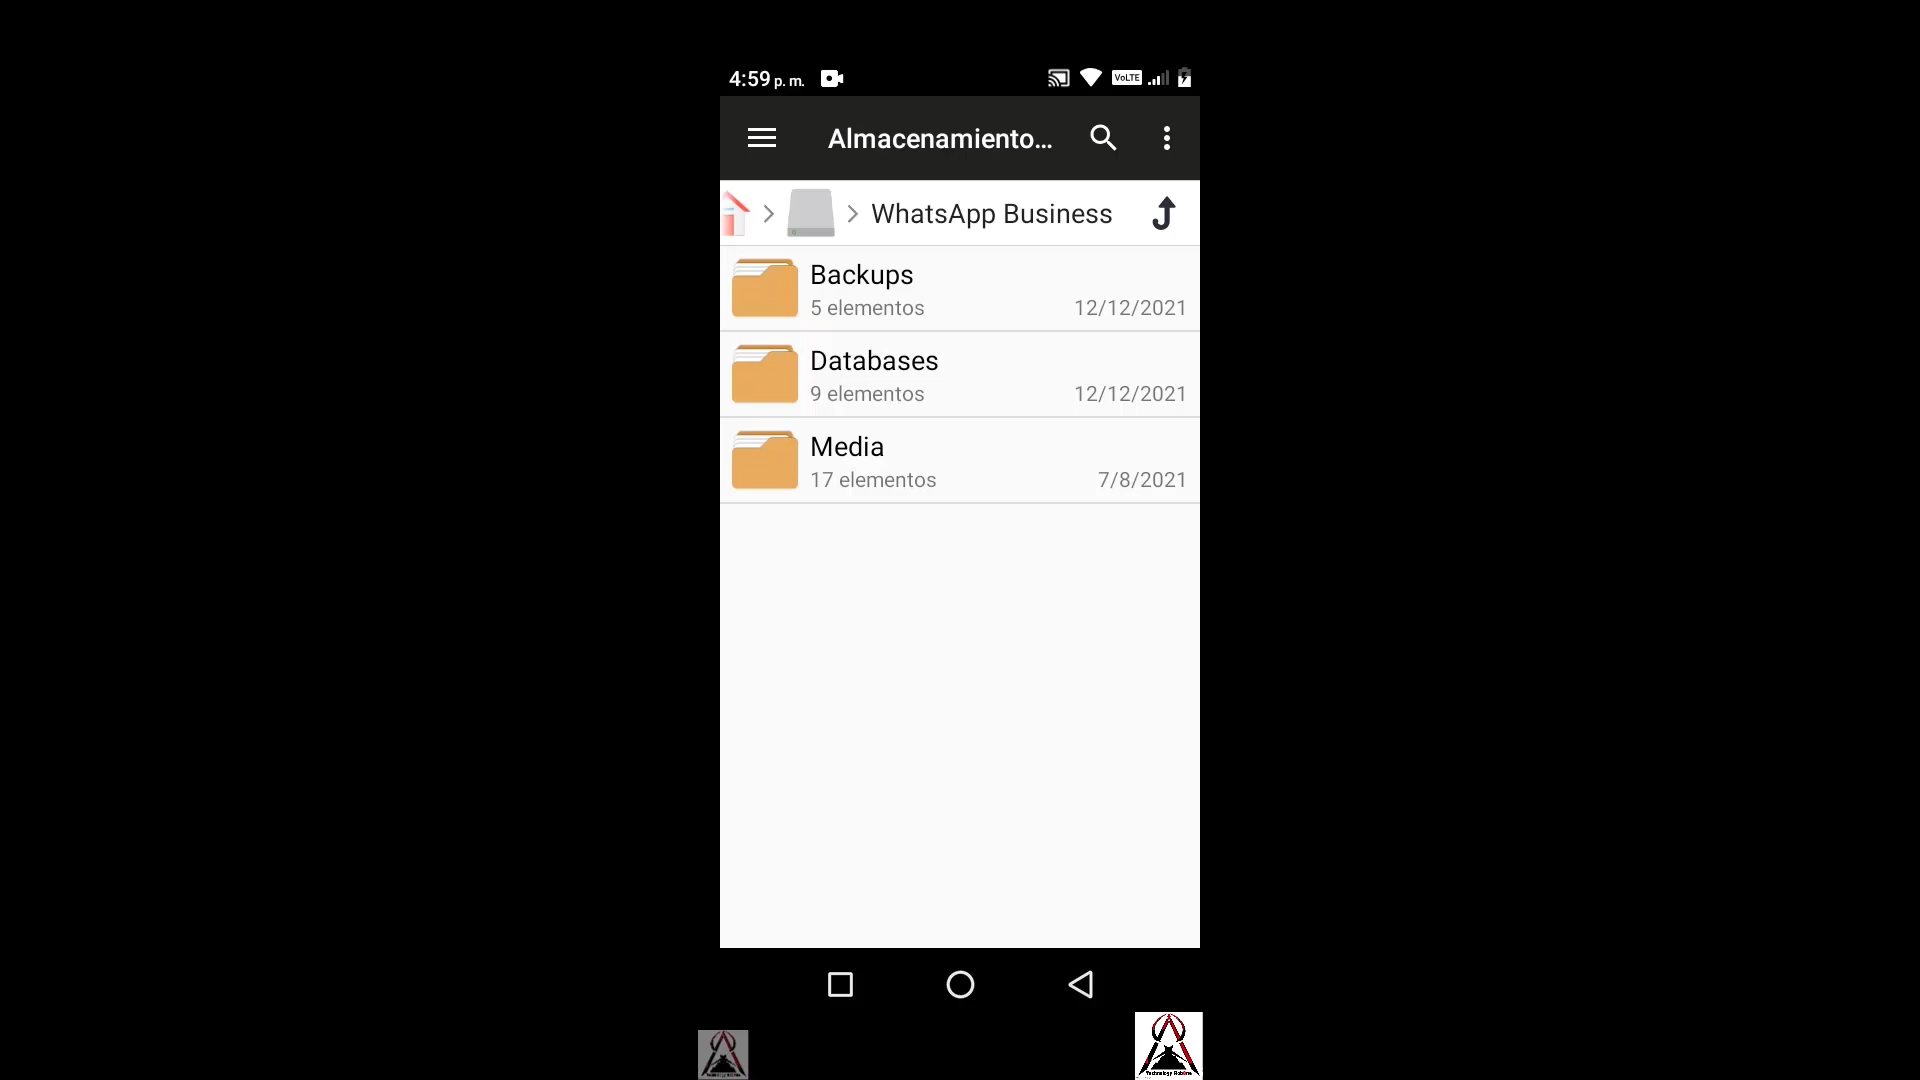 4:59 p. m.
VoLTE
Almacenamiento...
WhatsApp Business
Backups
5 elementos 12/12/2021
Databases
9 elementos 12/12/2021
Media
17 elementos 7/8/2021